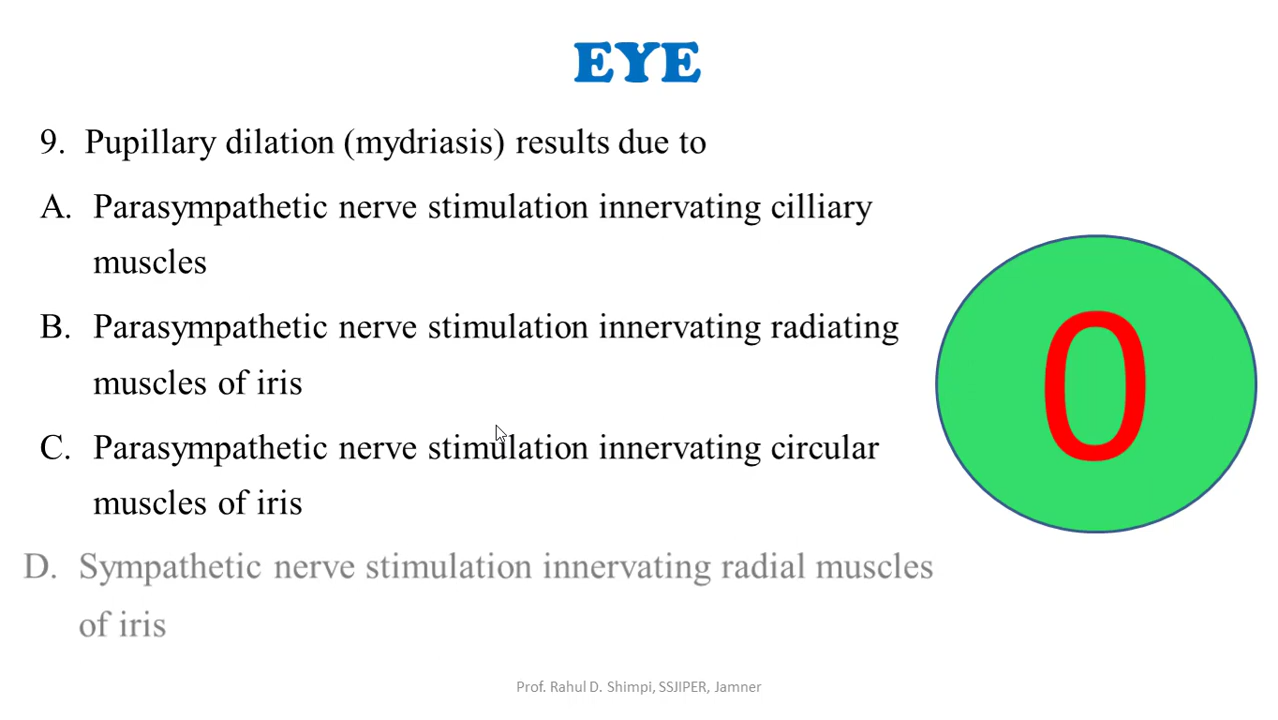 EYE
9. Pupillary dilation (mydriasis) results due to
A. Parasympathetic nerve stimulation innervating cilliary
muscles
B. Parasympathetic nerve stimulation innervating radiating
muscles of iris
C. Parasympathetic nerve stimulation innervating circular
muscles of iris
D. Sympathetic nerve stimulation innervating radial muscles
of iris
0
Prof. Rahul D. Shimpi, SSJIPER, Jamner